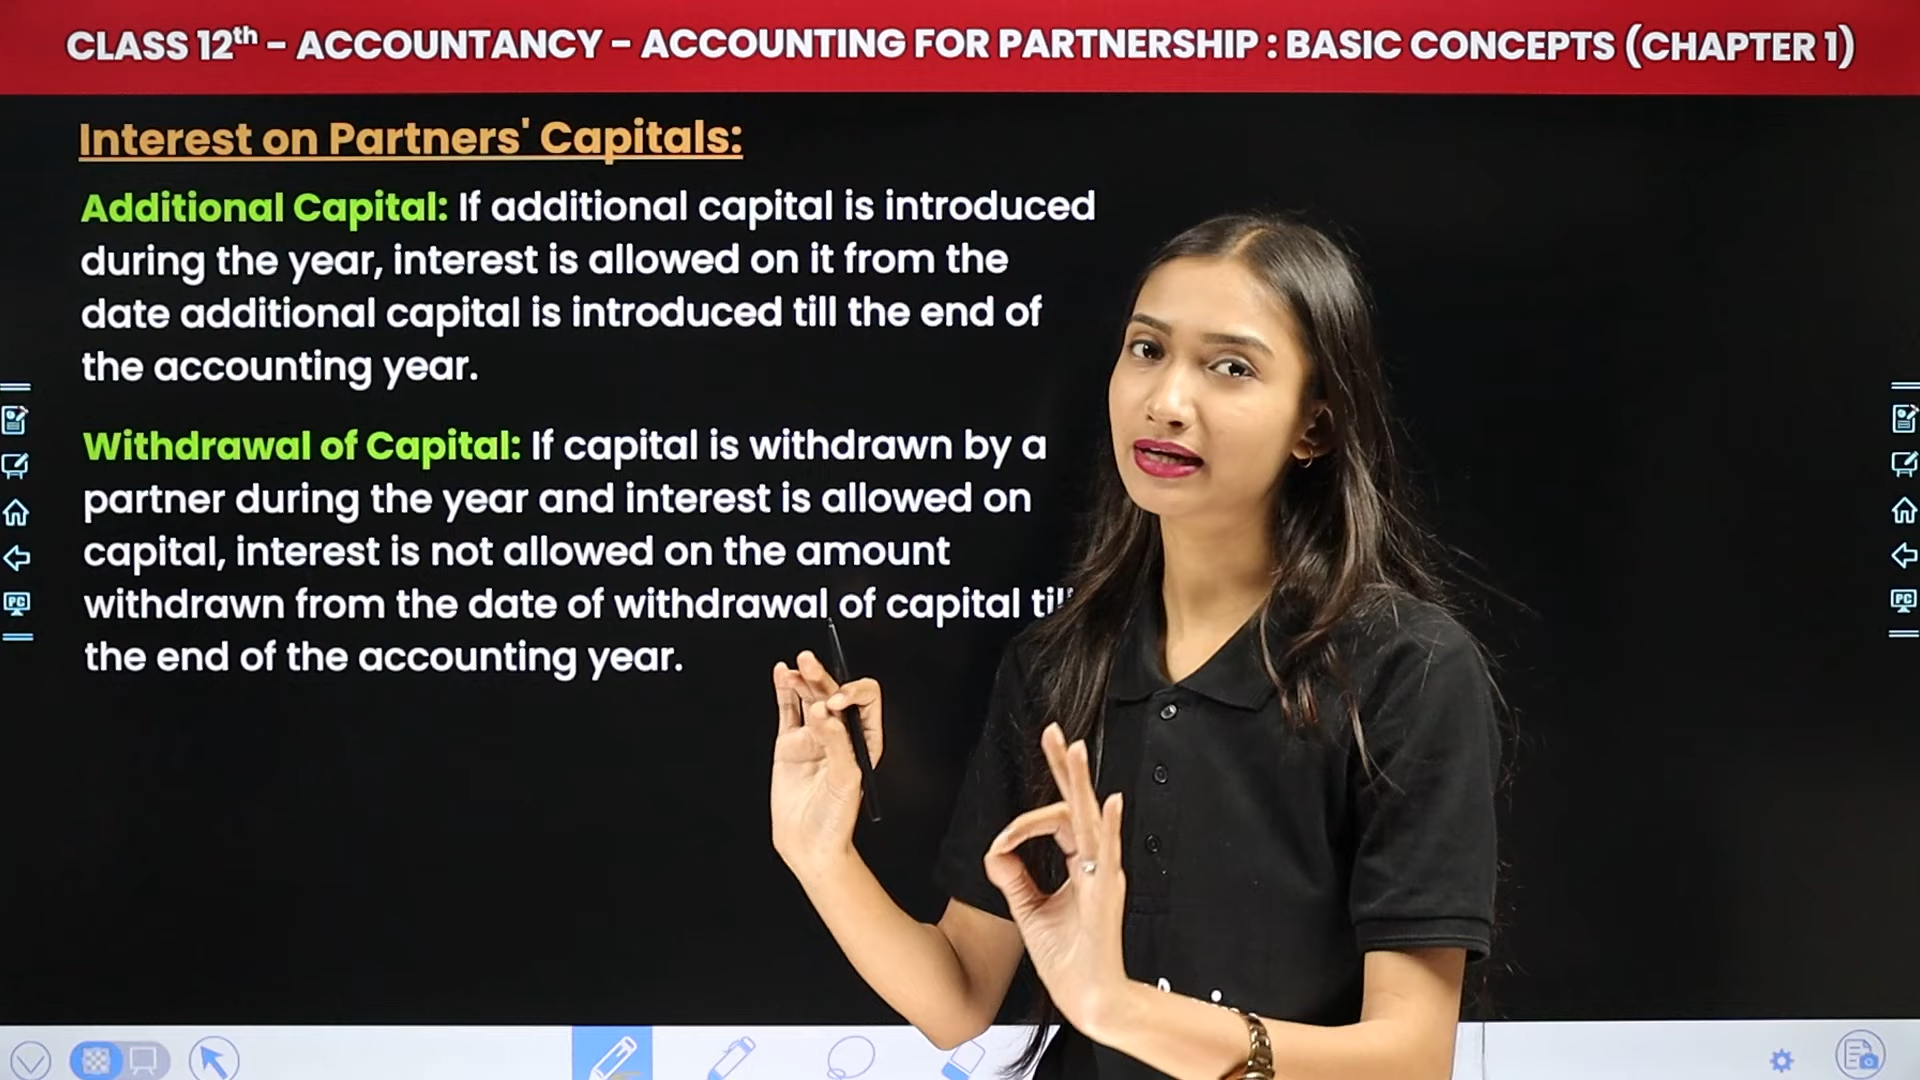 CLASS 12th - ACCOUNTANCY - ACCOUNTING FOR PARTNERSHIP : BASIC CONCEPTS (CHAPTER 1)
Interest on Partners' Capitals:
Additional Capital: If additional capital is introduced
during the year, interest is allowed on it from the
date additional capital is introduced till the end of
the accounting year.
Withdrawal of Capital: If capital is withdrawn by a
partner during the year and interest is allowed on
capital, interest is not allowed on the amount
withdrawn from the date of withdrawal of capital till
the end of the accounting year.
PC
PC